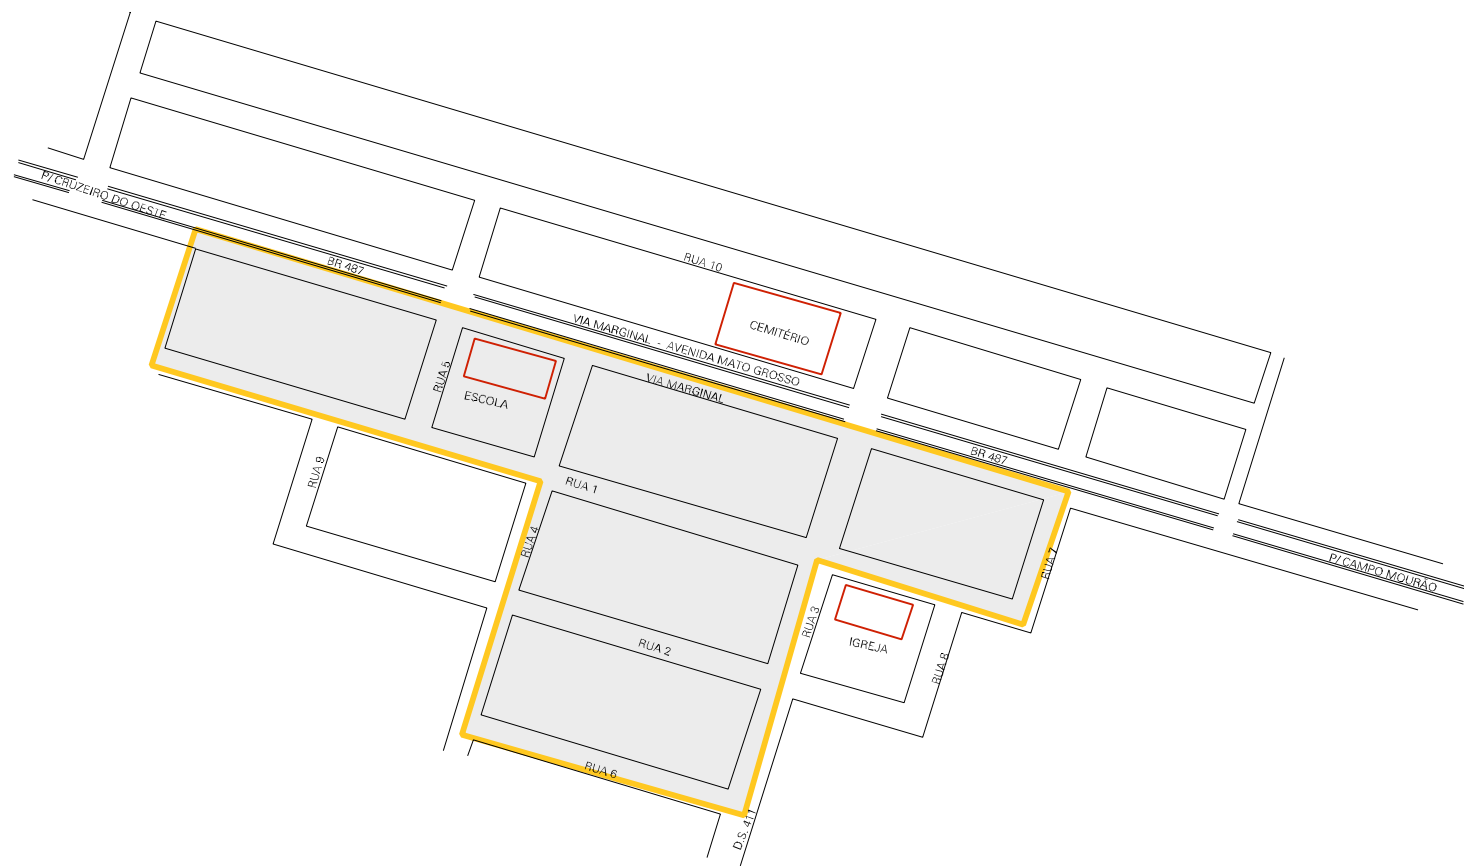 P/ CRUZEIRO DO OESTE
BR 487
RUA 10
CEMITÉRIO
VIA MARGINAL - AVENIDA MATO GROSSO
VIA MARGINAL
RUA 5
ESCOLA
BR 487
RUA 9
RUA 1
RUA 4
RUA 7
P/ CAMPO MOURÃO
RUA 3
IGREJA
RUA 2
RUA 8
RUA 6
D.S. 411